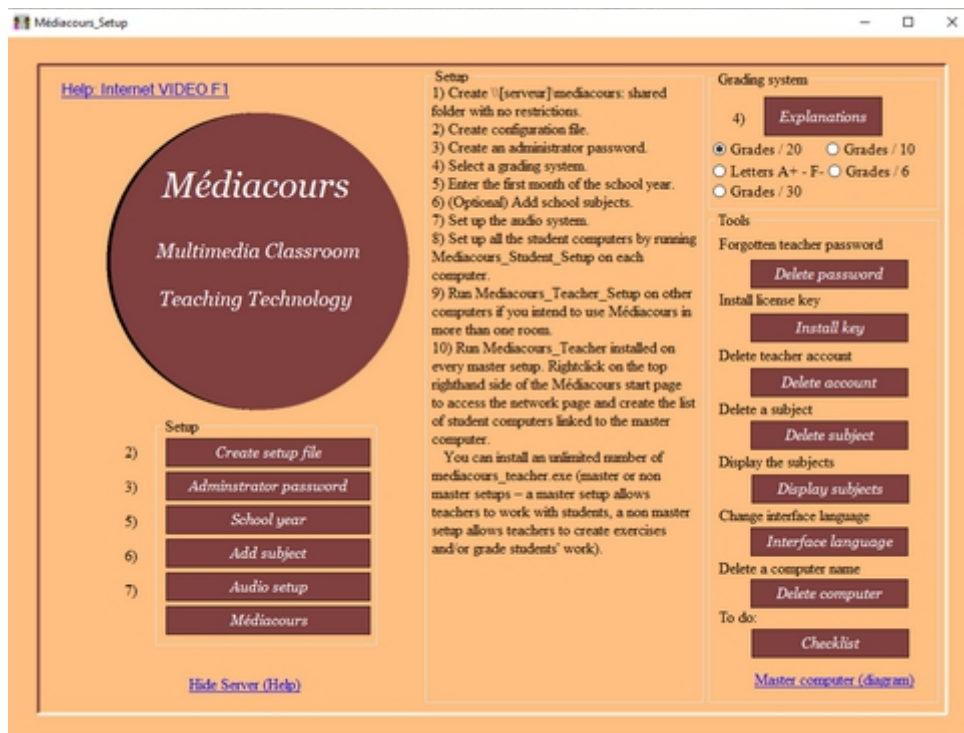 Médiacours_Setup
Help: Internet VIDEO F1
Médiacours
Multimedia Classroom
Teaching Technology
Setup
2) Create setup file
3) Adminstrator password
5) School year
6) Add subject
7) Audio setup
Médiacours
Hide Server (Help)
Setup
1) Create \\[serveur]\mediacours: shared
folder with no restrictions.
2) Create configuration file.
3) Create an administrator password.
4) Select a grading system.
5) Enter the first month of the school year.
6) (Optional) Add school subjects.
7) Set up the audio system.
8) Set up all the student computers by running
Mediacours_Student_Setup on each
computer.
9) Run Mediacours_Teacher_Setup on other
computers if you intend to use Médiacours in
more than one room.
10) Run Mediacours_Teacher installed on
every master setup. Rightclick on the top
righthand side of the Médiacours start page
to access the network page and create the list
of student computers linked to the master
computer.
You can install an unlimited number of
mediacours_teacher.exe (master or non
master setups – a master setup allows
teachers to work with students, a non master
setup allows teachers to create exercises
and/or grade students' work).
Grading system
4) Explanations
Grades / 20 Grades / 10
Letters A+ - F- Grades / 6
Grades / 30
Tools
Forgotten teacher password
Delete password
Install license key
Install key
Delete teacher account
Delete account
Delete a subject
Delete subject
Display the subjects
Display subjects
Change interface language
Interface language
Delete a computer name
Delete computer
To do:
Checklist
Master computer (diagram)